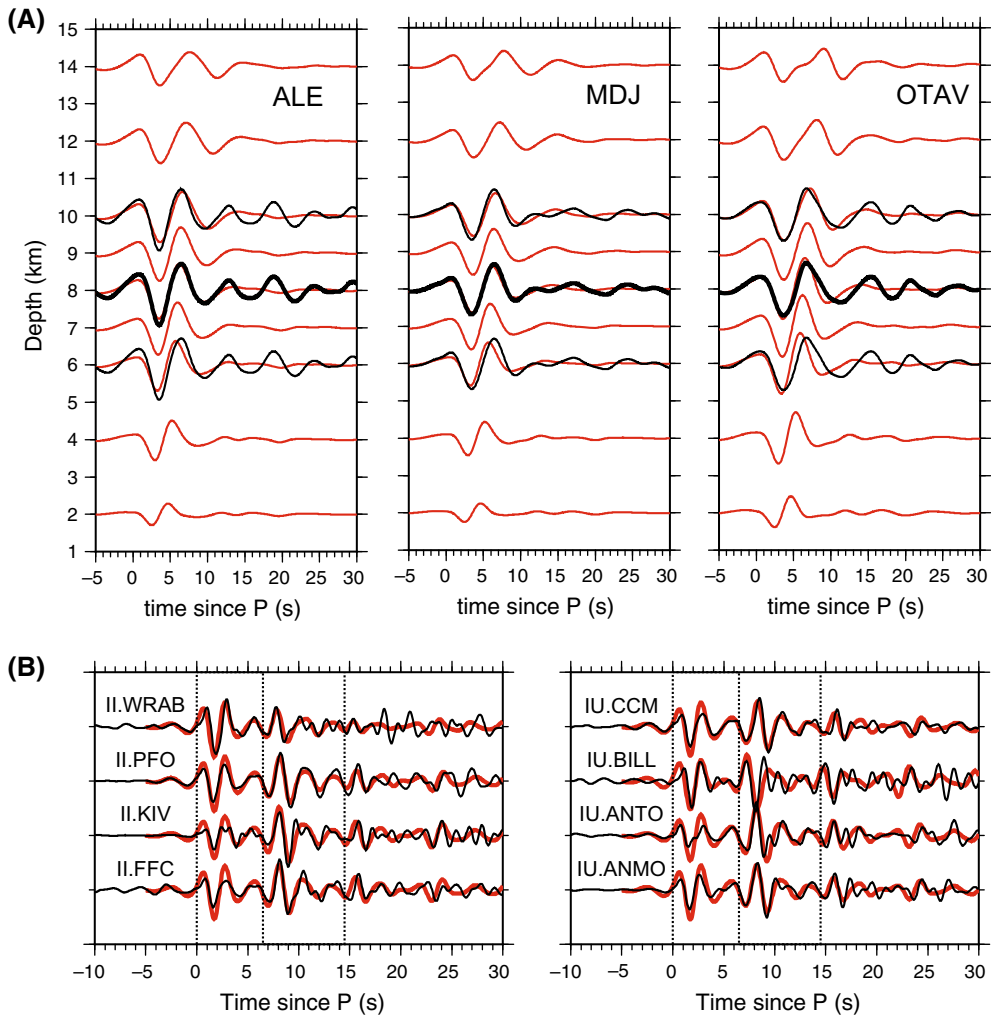 (A)
Depth (km)
15
14
13
12
11
10
9
8
7
6
5
4
3
2
1
ALE
MDJ
OTAV
−5 0 5 10 15 20 25 30
−5 0 5 10 15 20 25 30
−5 0 5 10 15 20 25 30
time since P (s)
time since P (s)
time since P (s)
(B)
II.WRAB
II.PFO
II.KIV
II.FFC
−10 −5 0 5 10 15 20 25 30
Time since P (s)
IU.CCM
IU.BILL
IU.ANTO
IU.ANMO
−10 −5 0 5 10 15 20 25 30
Time since P (s)